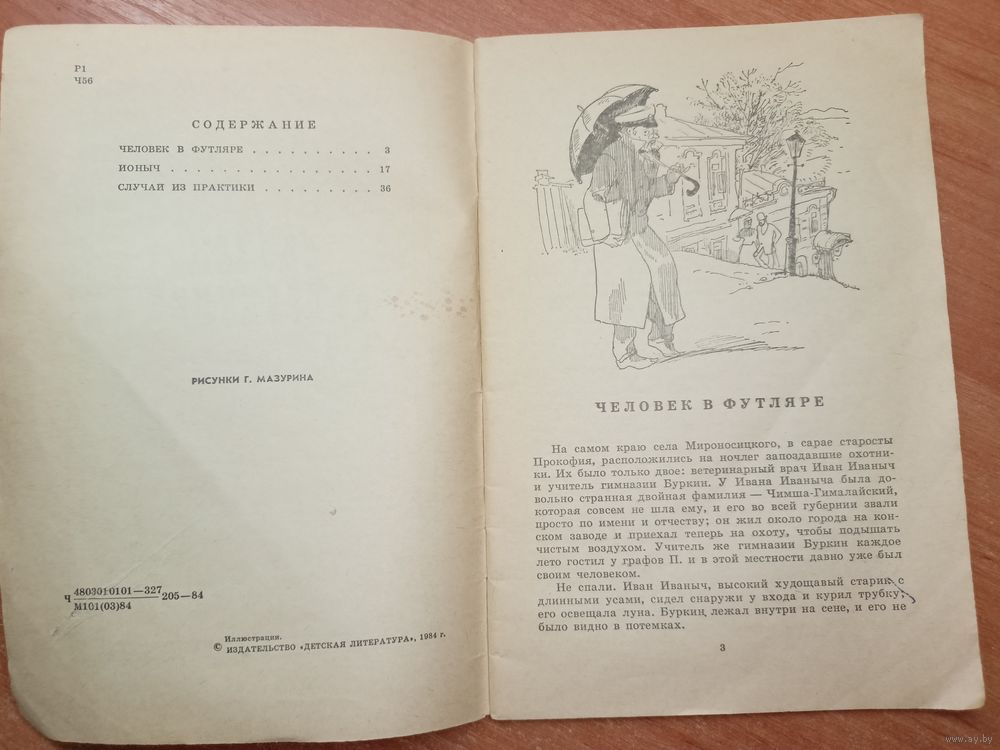 Р1
Ч56
СОДЕРЖАНИЕ
ЧЕЛОВЕК В ФУТЛЯРЕ . . . . . . . . . . 3
ИОНЫЧ . . . . . . . . . . . . . . . . . 17
СЛУЧАЙ ИЗ ПРАКТИКИ . . . . . . . . . 36
РИСУНКИ Г. МАЗУРИНА
Ч 4803010101—327 205—84
М101(03)84
Иллюстрации.
© ИЗДАТЕЛЬСТВО «ДЕТСКАЯ ЛИТЕРАТУРА», 1984 г.
ЧЕЛОВЕК В ФУТЛЯРЕ
На самом краю села Мироносицкого, в сарае старосты
Прокофия, расположились на ночлег запоздавшие охотни-
ки. Их было только двое: ветеринарный врач Иван Иваныч
и учитель гимназии Буркин. У Ивана Иваныча была до-
вольно странная двойная фамилия — Чимша-Гималайский,
которая совсем не шла ему, и его во всей губернии звали
просто по имени и отчеству; он жил около города на кон-
ском заводе и приехал теперь на охоту, чтобы подышать
чистым воздухом. Учитель же гимназии Буркин каждое
лето гостил у графов П. и в этой местности давно уже был
своим человеком.
Не спали. Иван Иваныч, высокий худощавый старик с
длинными усами, сидел снаружи у входа и курил трубку;
его освещала луна. Буркин лежал внутри на сене, и его не
было видно в потемках.
3
www.ay.by